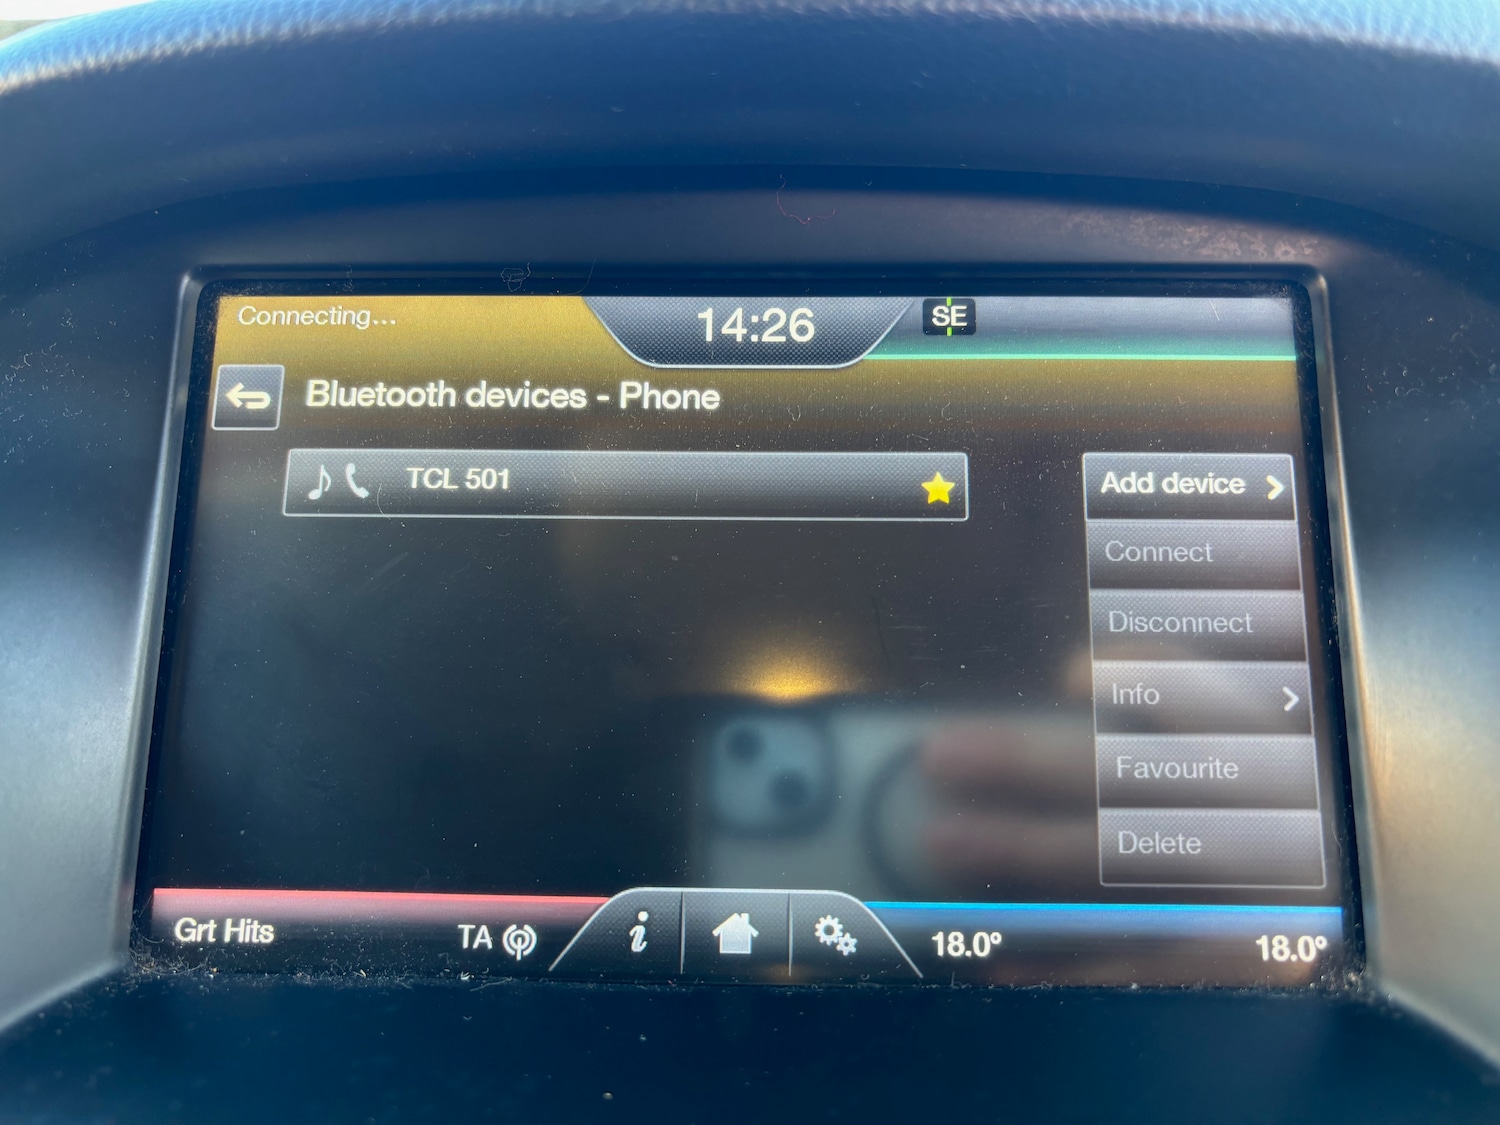 Connecting...
14:26
SE
Bluetooth devices - Phone
TCL 501
Add device
Connect
Disconnect
Info
Favourite
Delete
Grt Hits
TA
i
18.0°
18.0°